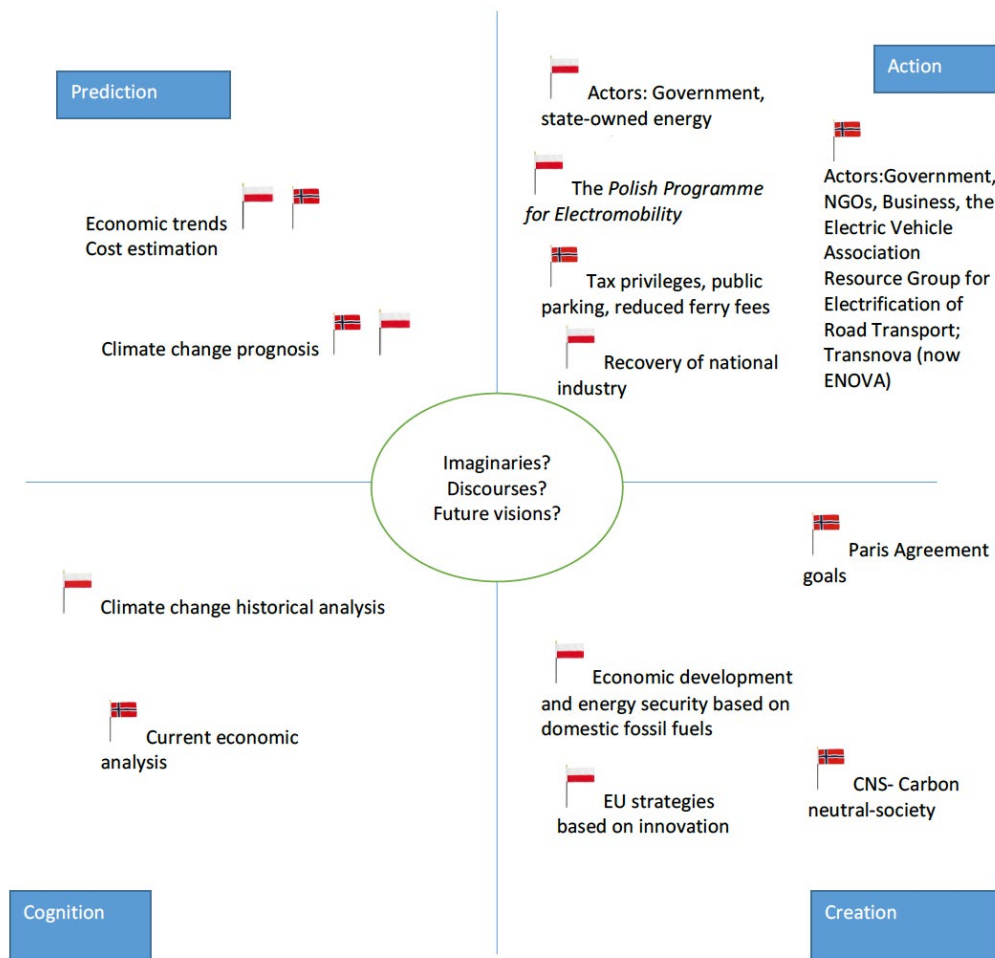 Prediction
Economic trends
Cost estimation
Climate change prognosis
Action
Actors: Government,
state-owned energy
The Polish Programme
for Electromobility
Tax privileges, public
parking, reduced ferry fees
Recovery of national
industry
Actors:Government,
NGOs, Business, the
Electric Vehicle
Association
Resource Group for
Electrification of
Road Transport;
Transnova (now
ENOVA)
Imaginaries?
Discourses?
Future visions?
Climate change historical analysis
Current economic
analysis
Cognition
Paris Agreement
goals
Economic development
and energy security based on
domestic fossil fuels
EU strategies
based on innovation
CNS- Carbon
neutral-society
Creation